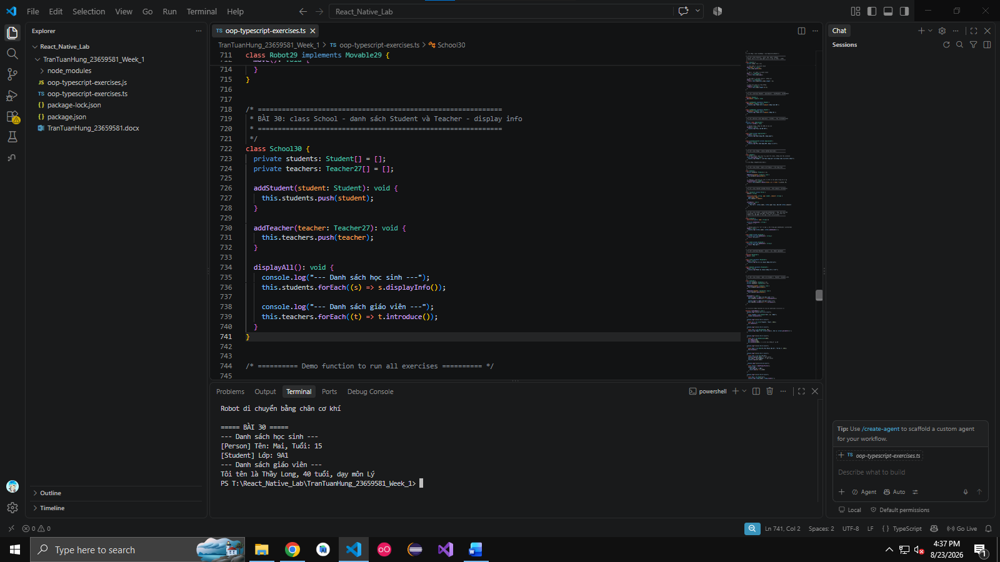 File Edit Selection View Go Run Terminal Help
React_Native_Lab
Explorer
React_Native_Lab
TranTuanHung_23659581_Week_1
node_modules
JS oop-typescript-exercises.js
TS oop-typescript-exercises.ts
{} package-lock.json
{} package.json
TranTuanHung_23659581.docx
Outline
Timeline
TS oop-typescript-exercises.ts
TranTuanHung_23659581_Week_1 > TS oop-typescript-exercises.ts > School30
711 class Robot29 implements Movable29 {
712 move(): void {
714 }
715 }
716
717
718 /* =============================================================
719 * BÀI 30: class School - danh sách Student và Teacher - display info
720 * =============================================================
721 */
722 class School30 {
723 private students: Student[] = [];
724 private teachers: Teacher27[] = [];
725
726 addStudent(student: Student): void {
727 this.students.push(student);
728 }
729
730 addTeacher(teacher: Teacher27): void {
731 this.teachers.push(teacher);
732 }
733
734 displayAll(): void {
735 console.log("--- Danh sách học sinh ---");
736 this.students.forEach((s) => s.displayInfo());
737
738 console.log("--- Danh sách giáo viên ---");
739 this.teachers.forEach((t) => t.introduce());
740 }
741 }
742
743
744 /* ========== Demo function to run all exercises ========== */
745
Problems Output Terminal Ports Debug Console
powershell
Robot di chuyển bằng chân cơ khí
===== BÀI 30 =====
--- Danh sách học sinh ---
[Person] Tên: Mai, Tuổi: 15
[Student] Lớp: 9A1
--- Danh sách giáo viên ---
Tôi tên là Thầy Long, 40 tuổi, dạy môn Lý
PS T:\React_Native_Lab\TranTuanHung_23659581_Week_1>
Chat
Sessions
Tip: Use /create-agent to scaffold a custom agent
for your workflow.
TS oop-typescript-exercises.ts
Describe what to build
Agent Auto
Local Default permissions
0 0
Ln 741, Col 2 Spaces: 2 UTF-8 LF {} TypeScript Go Live
Type here to search
4:37 PM
8/23/2026
1